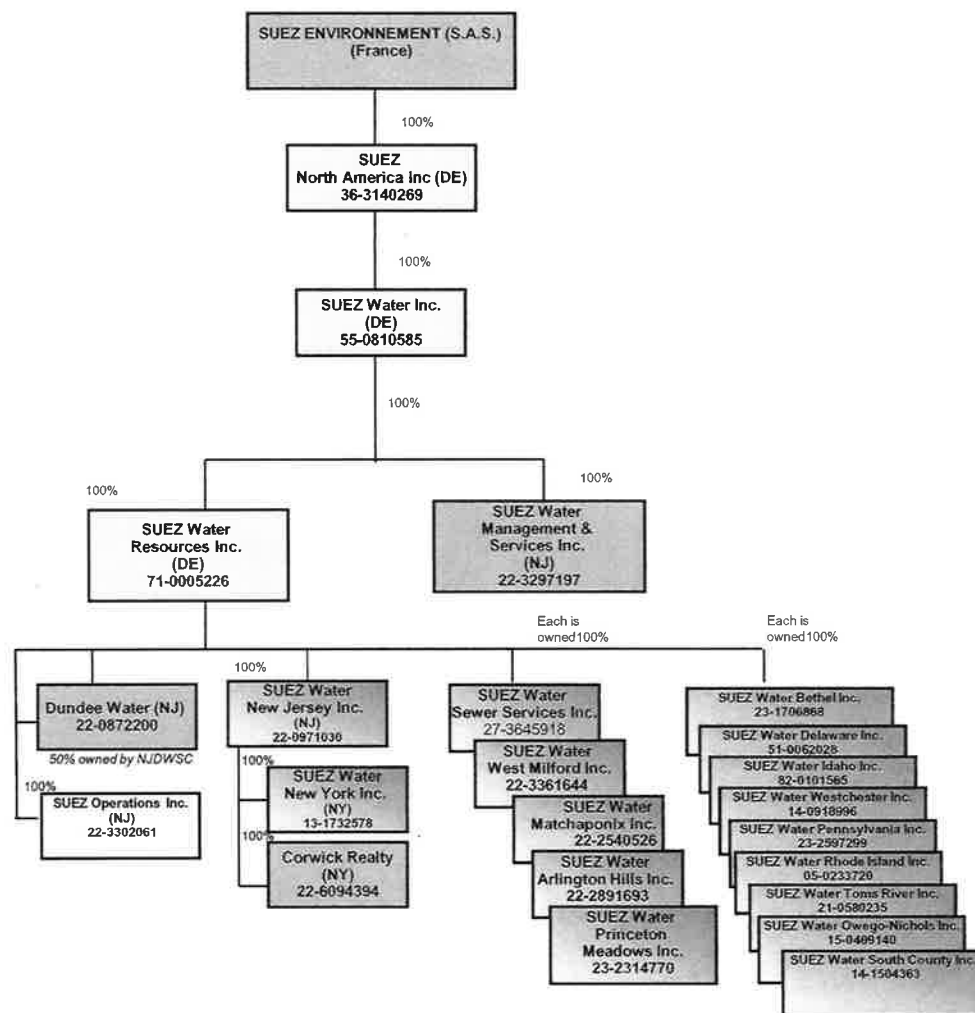 SUEZ ENVIRONNEMENT (S.A.S.)
(France)
100%
SUEZ
North America Inc (DE)
36-3140269
100%
SUEZ Water Inc.
(DE)
55-0810585
100%
100%
SUEZ Water
Resources Inc.
(DE)
71-0005226
100%
SUEZ Water
Management &
Services Inc.
(NJ)
22-3297197
Each is
owned100%
Each is
owned100%
Dundee Water (NJ)
22-0872200
50% owned by NJDWSC
100%
SUEZ Operations Inc.
(NJ)
22-3302061
100%
SUEZ Water
New Jersey Inc.
(NJ)
22-0971030
100%
SUEZ Water
New York Inc.
(NY)
13-1732578
100%
Corwick Realty
(NY)
22-6094394
SUEZ Water
Sewer Services Inc.
27-3645918
SUEZ Water
West Milford Inc.
22-3361644
SUEZ Water
Matchaponix Inc.
22-2540526
SUEZ Water
Arlington Hills Inc.
22-2891693
SUEZ Water
Princeton
Meadows Inc.
23-2314770
SUEZ Water Bethel Inc.
23-1706868
SUEZ Water Delaware Inc.
51-0062028
SUEZ Water Idaho Inc.
82-0101565
SUEZ Water Westchester Inc.
14-0918996
SUEZ Water Pennsylvania Inc.
23-2597299
SUEZ Water Rhode Island Inc.
05-0233720
SUEZ Water Toms River Inc.
21-0580235
SUEZ Water Owego-Nichols Inc.
15-0409140
SUEZ Water South County Inc.
14-1504363